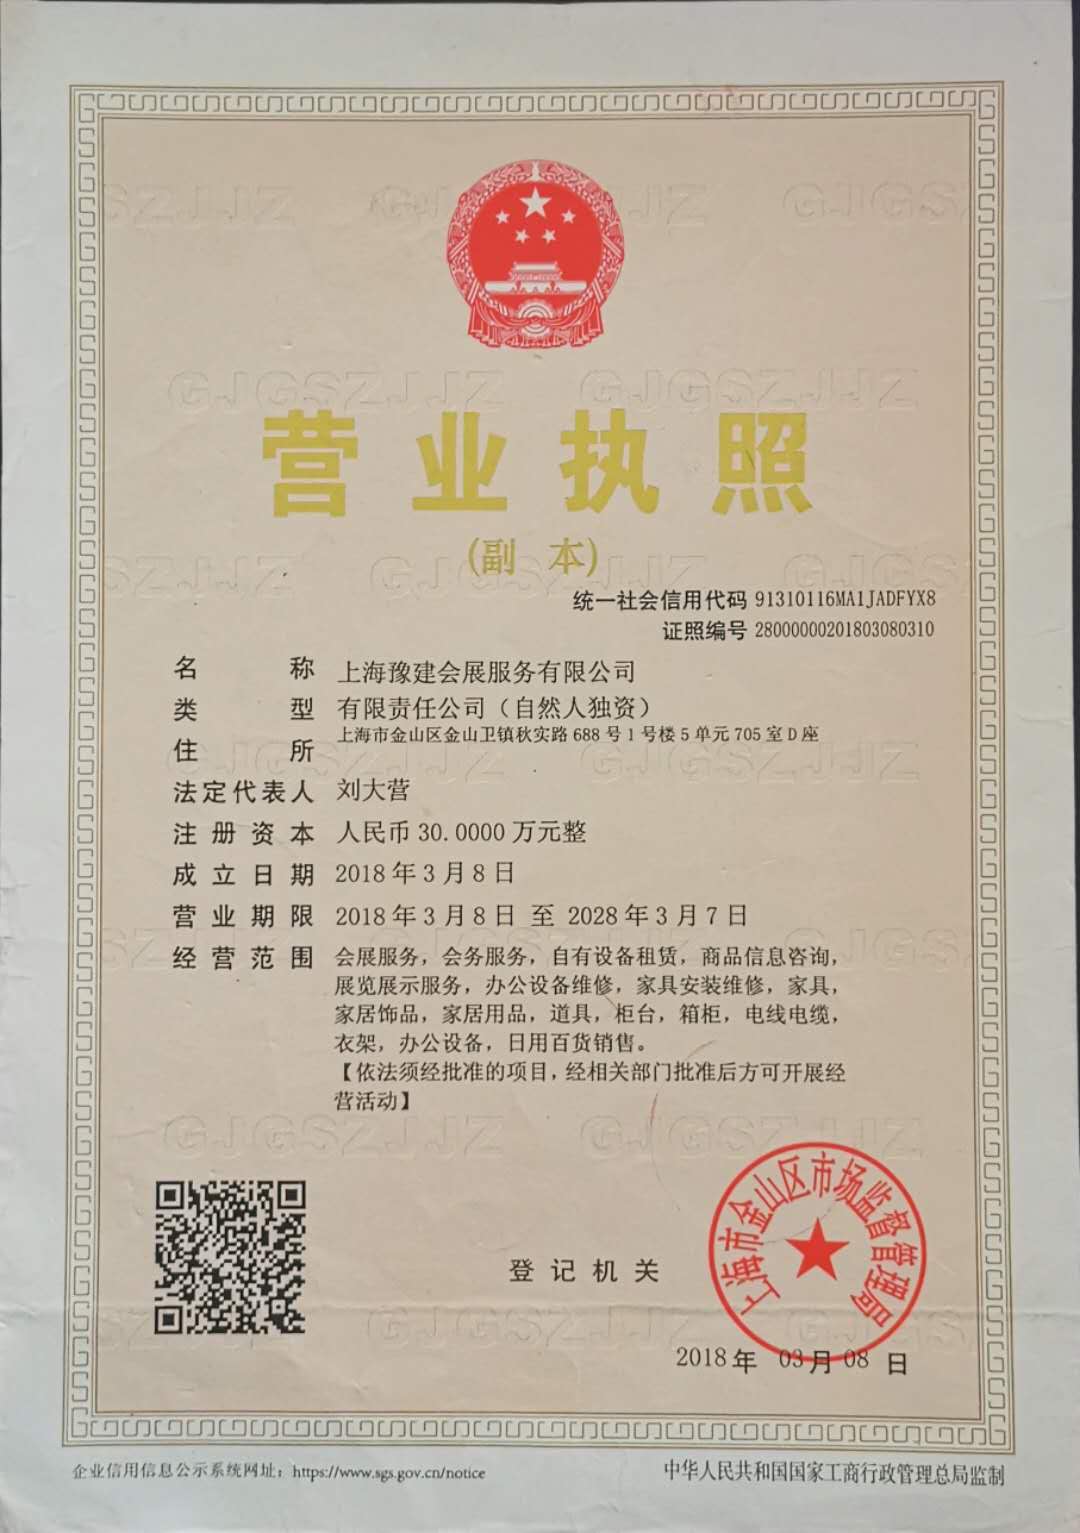 营业执照
(副 本)
统一社会信用代码 91310116MA1JADFYX8
证照编号 28000000201803080310
名称 上海豫建会展服务有限公司
类型 有限责任公司（自然人独资）
住所 上海市金山区金山卫镇秋实路 688 号 1 号楼 5 单元 705 室 D 座
法定代表人 刘大营
注册资本 人民币 30.0000 万元整
成立日期 2018 年 3 月 8 日
营业期限 2018 年 3 月 8 日 至 2028 年 3 月 7 日
经营范围 会展服务，会务服务，自有设备租赁，商品信息咨询，
展览展示服务，办公设备维修，家具安装维修，家具，
家居饰品，家居用品，道具，柜台，箱柜，电线电缆，
衣架，办公设备，日用百货销售。
【依法须经批准的项目，经相关部门批准后方可开展经
营活动】
登记机关
上海市金山区市场监督管理局
2018 年 03 月 08 日
企业信用信息公示系统网址：https://www.sgs.gov.cn/notice
中华人民共和国国家工商行政管理总局监制
GJGSZJJZ